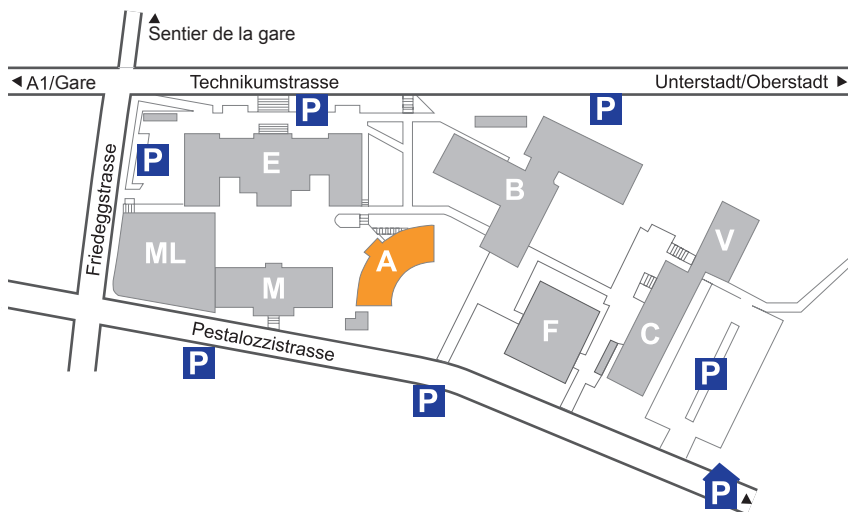 Sentier de la gare
A1/Gare
Technikumstrasse
Unterstadt/Oberstadt
P
P
P
E
B
Friedeggstrasse
V
ML
A
M
F
C
Pestalozzistrasse
P
P
P
P